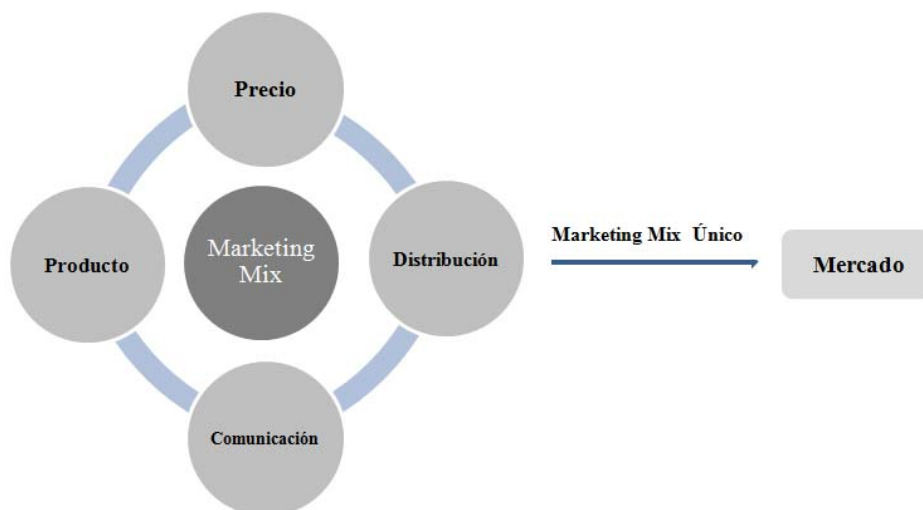 Precio
Marketing Mix Único
Producto
Marketing
Mix
Distribución
Mercado
Comunicación